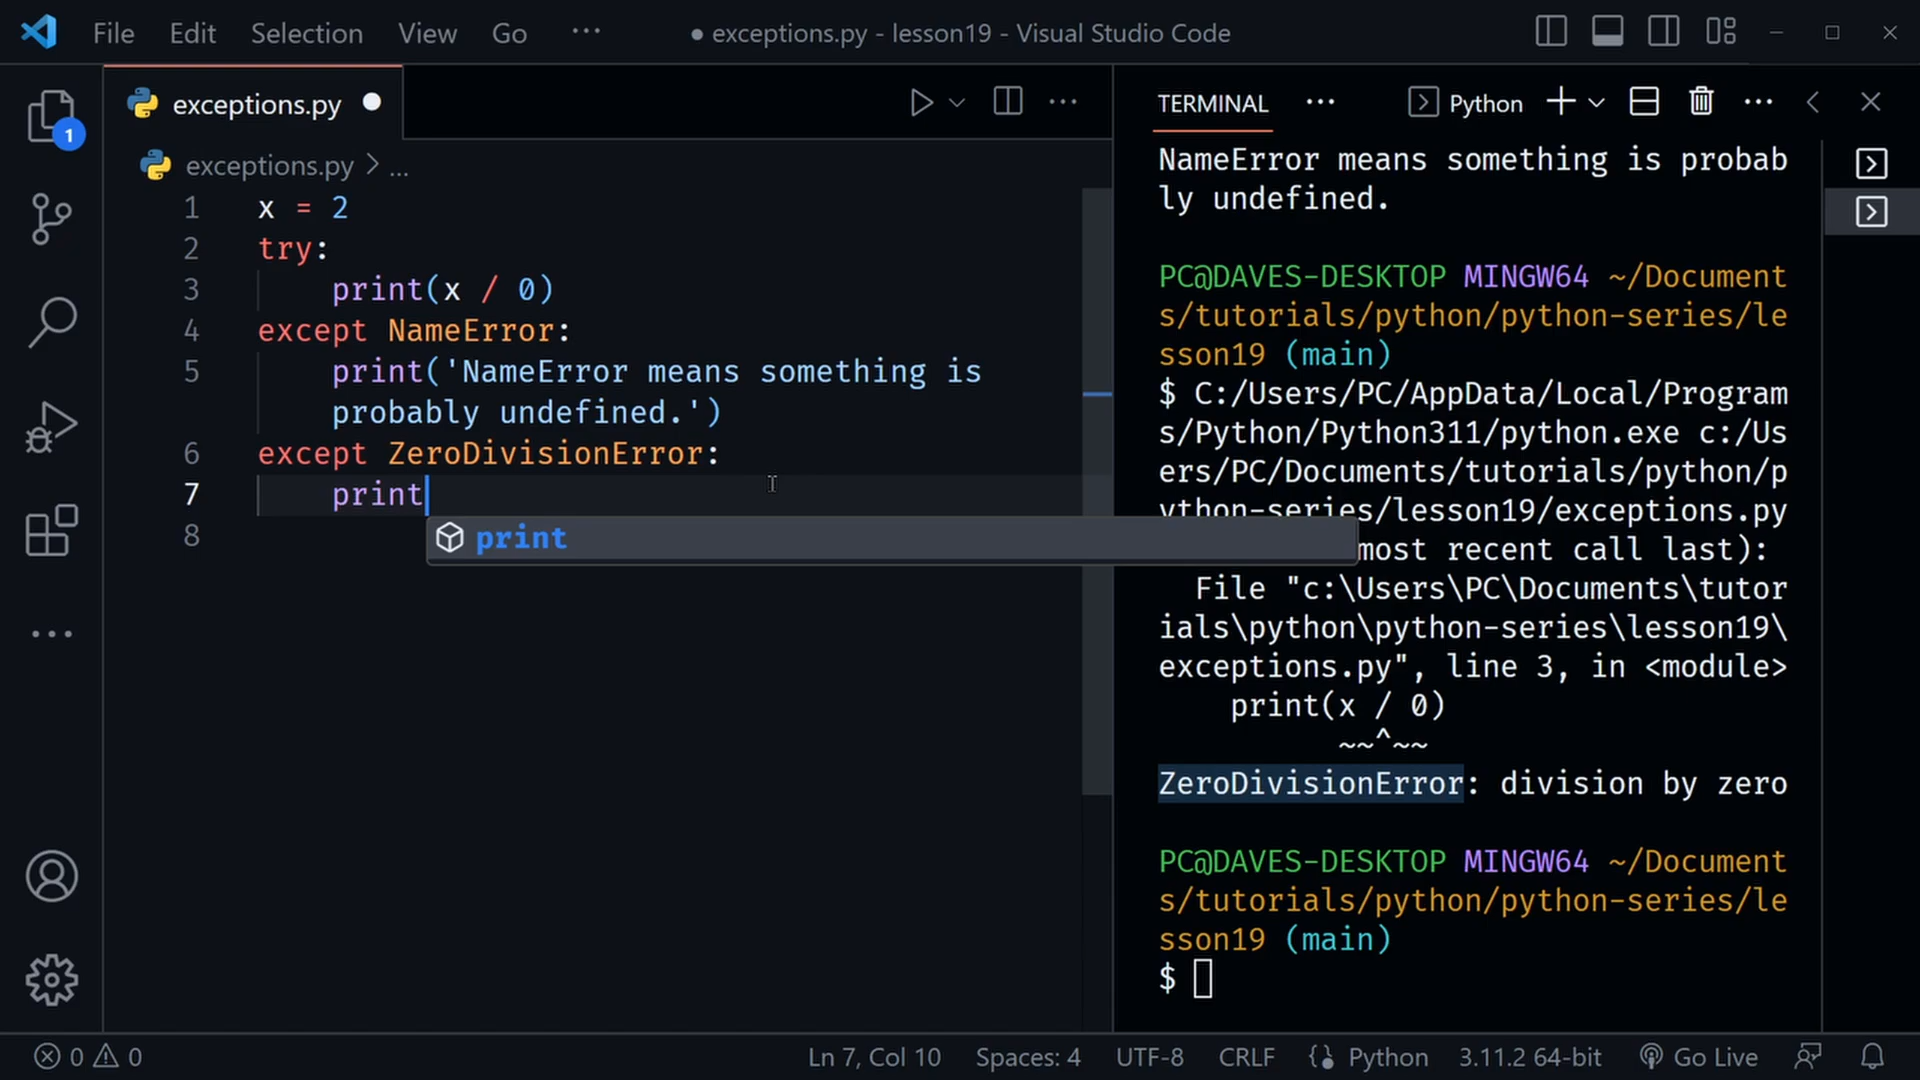 File Edit Selection View Go ··· ● exceptions.py - lesson19 - Visual Studio Code
exceptions.py
exceptions.py > ...
1 x = 2
2 try:
3     print(x / 0)
4 except NameError:
5     print('NameError means something is
    probably undefined.')
6 except ZeroDivisionError:
7     print
8
print
1
TERMINAL ··· Python
NameError means something is probab
ly undefined.
PC@DAVES-DESKTOP MINGW64 ~/Document
s/tutorials/python/python-series/le
sson19 (main)
$ C:/Users/PC/AppData/Local/Program
s/Python/Python311/python.exe c:/Us
ers/PC/Documents/tutorials/python/p
ython-series/lesson19/exceptions.py
most recent call last):
  File "c:\Users\PC\Documents\tutor
ials\python\python-series\lesson19\
exceptions.py", line 3, in <module>
    print(x / 0)
          ~~^~~
ZeroDivisionError: division by zero
PC@DAVES-DESKTOP MINGW64 ~/Document
s/tutorials/python/python-series/le
sson19 (main)
$
0 0 Ln 7, Col 10 Spaces: 4 UTF-8 CRLF Python 3.11.2 64-bit Go Live